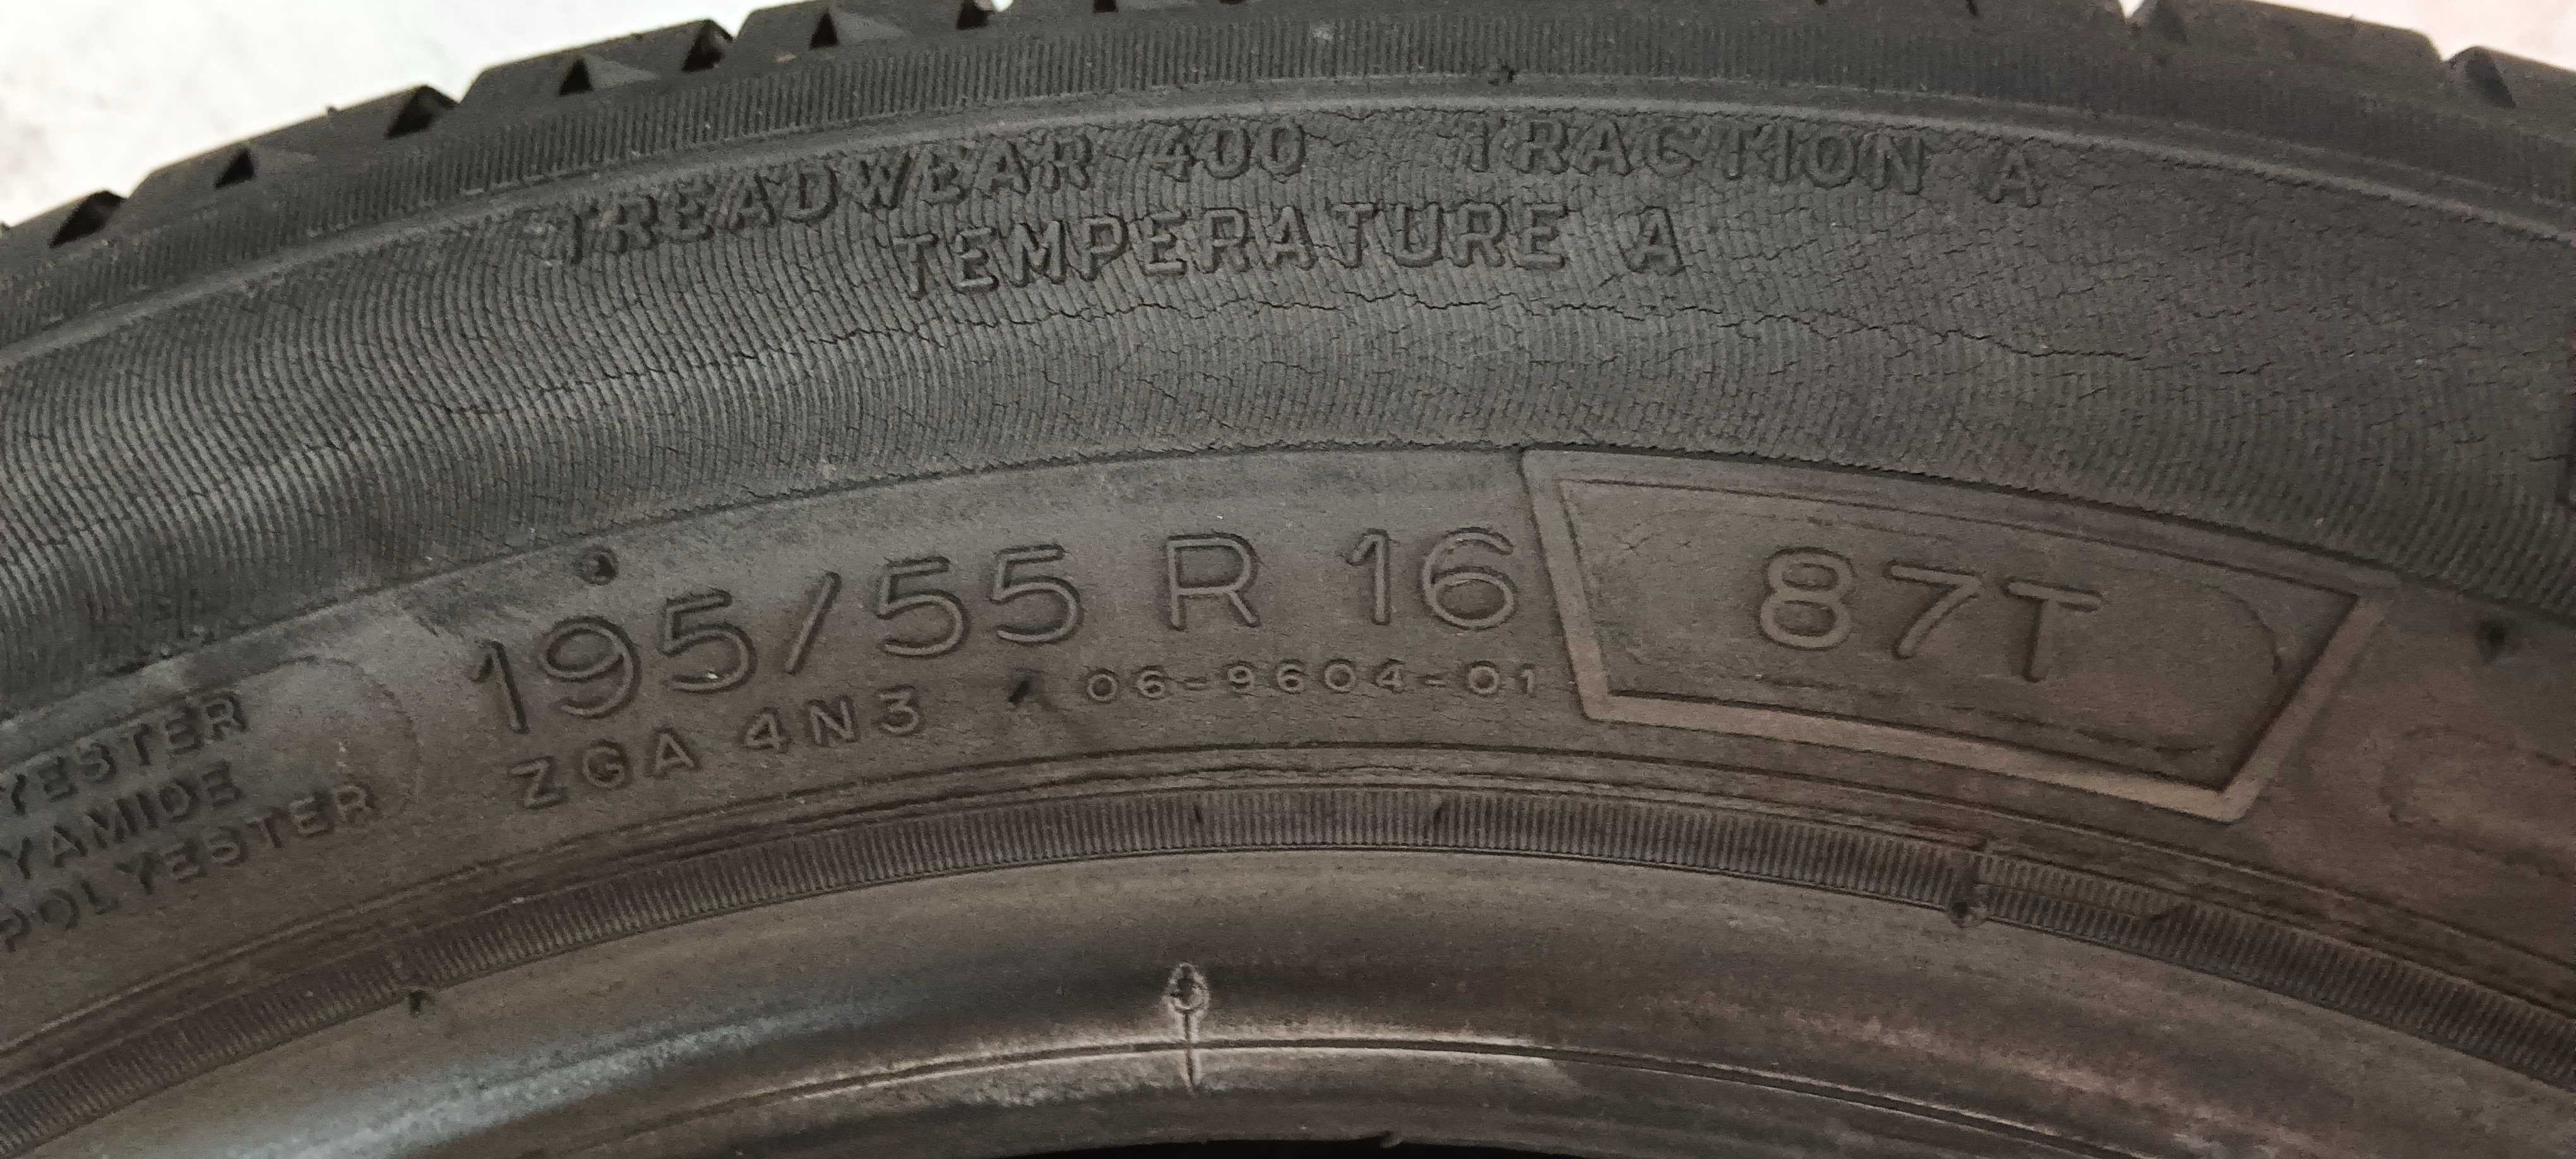 TREADWEAR 400 TRACTION A
TEMPERATURE A
195/55 R 16 87T
ZGA 4N3 06-9604-01
YESTER
YAMIDE
POLYESTER